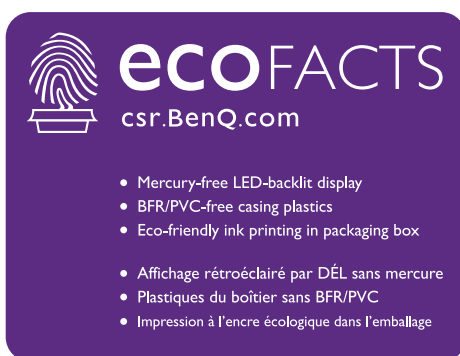 ecoFACTS
csr.BenQ.com
• Mercury-free LED-backlit display
• BFR/PVC-free casing plastics
• Eco-friendly ink printing in packaging box
• Affichage rétroéclairé par DÉL sans mercure
• Plastiques du boîtier sans BFR/PVC
• Impression à l'encre écologique dans l'emballage